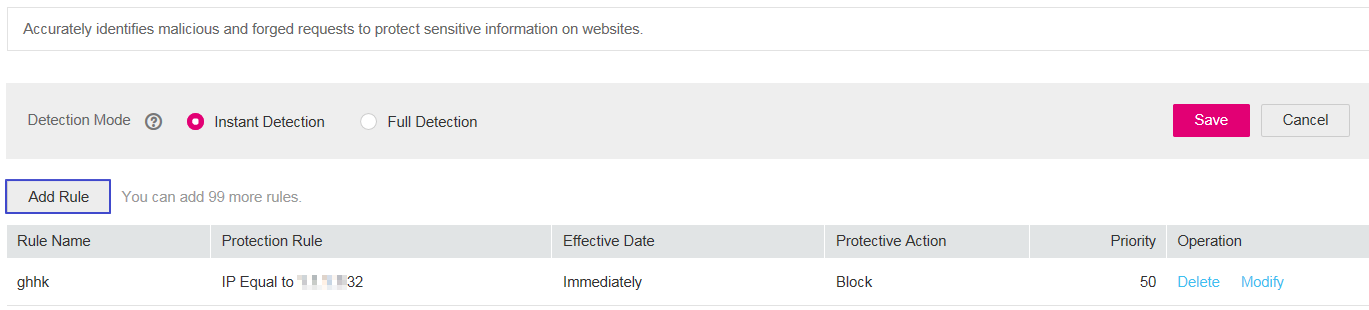 Accurately identifies malicious and forged requests to protect sensitive information on websites.
Detection Mode ? Instant Detection Full Detection Save Cancel
Add Rule You can add 99 more rules.
Rule Name Protection Rule Effective Date Protective Action Priority Operation
ghhk IP Equal to 32 Immediately Block 50 Delete Modify